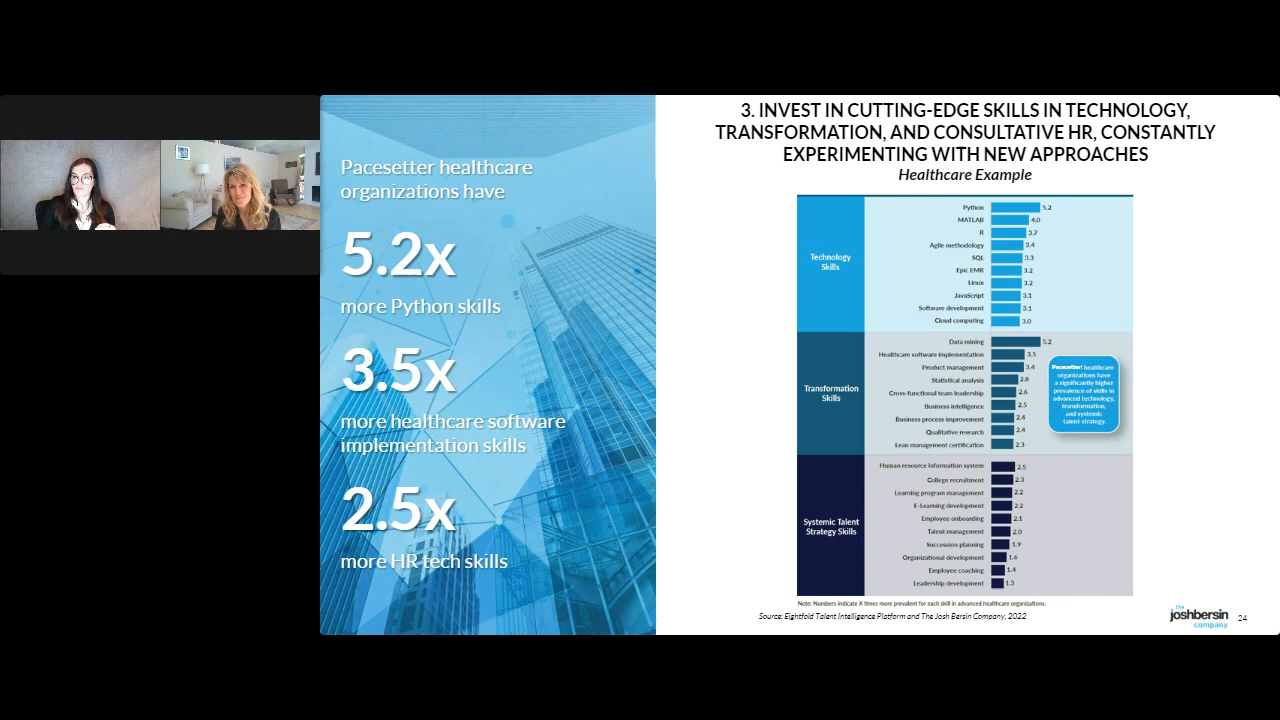 Pacesetter healthcare
organizations have
5.2x
more Python skills
3.5x
more healthcare software
implementation skills
2.5x
more HR tech skills
3. INVEST IN CUTTING-EDGE SKILLS IN TECHNOLOGY,
TRANSFORMATION, AND CONSULTATIVE HR, CONSTANTLY
EXPERIMENTING WITH NEW APPROACHES
Healthcare Example
Technology
Skills
Python 5.2
MATLAB 4.0
R 3.7
Agile methodology 3.4
SQL 3.3
Epic EMR 3.2
Linux 3.2
JavaScript 3.1
Software development 3.1
Cloud computing 3.0
Transformation
Skills
Data mining 5.2
Healthcare software implementation 3.5
Product management 3.4
Statistical analysis 2.8
Cross-functional team leadership 2.6
Business intelligence 2.5
Business process improvement 2.4
Qualitative research 2.4
Lean management certification 2.3
Pacesetter healthcare
organizations have
a significantly higher
prevalence of skills in
advanced technology,
transformation,
and systemic
talent strategy.
Systemic Talent
Strategy Skills
Human resource information system 2.5
College recruitment 2.3
Learning program management 2.2
E-Learning development 2.2
Employee onboarding 2.1
Talent management 2.0
Succession planning 1.9
Organizational development 1.6
Employee coaching 1.4
Leadership development 1.3
Note: Numbers indicate X times more prevalent for each skill in advanced healthcare organizations.
Source: Eightfold Talent Intelligence Platform and The Josh Bersin Company, 2022
the
joshbersin
company
24